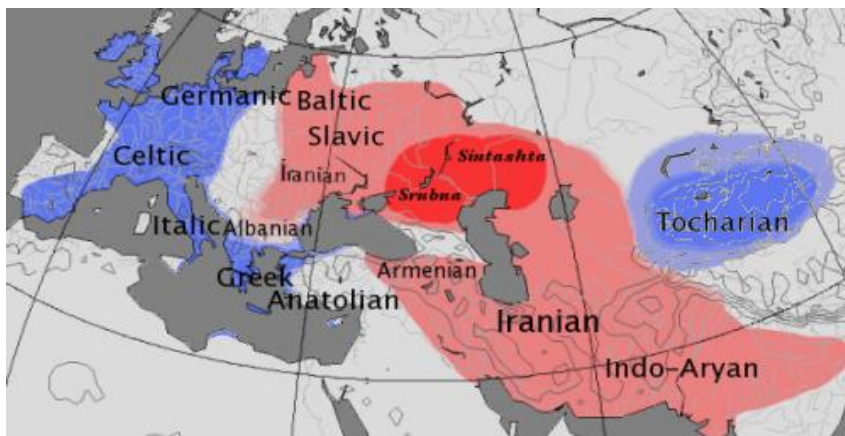 Germanic
Baltic
Slavic
Celtic
Sintashta
Iranian
Srubna
Tocharian
Italic
Albanian
Greek
Armenian
Anatolian
Iranian
Indo-Aryan